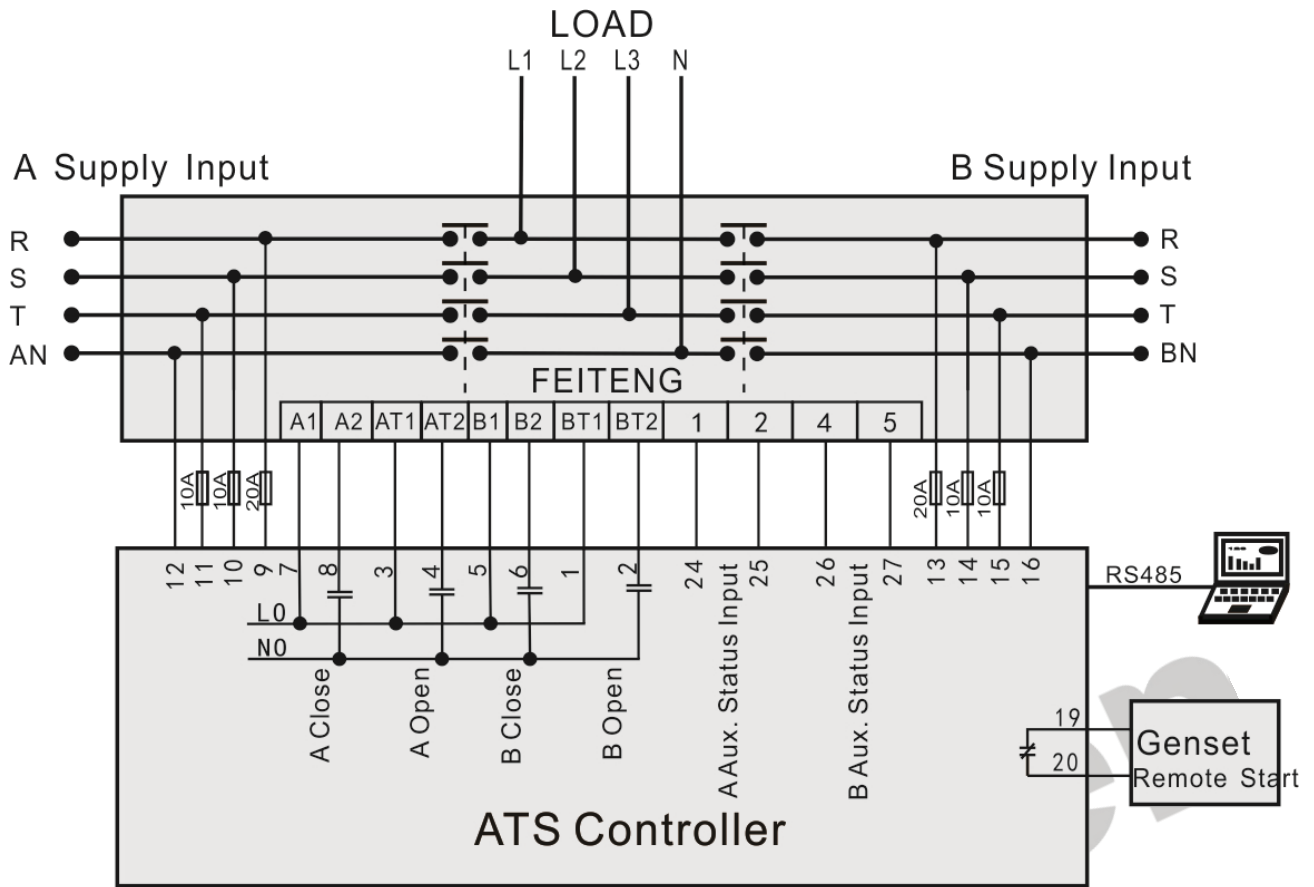 LOAD
L1 L2 L3 N
A Supply Input
B Supply Input
R
R
S
S
T
T
AN
BN
FEITENG
A1 A2 AT1 AT2 B1 B2 BT1 BT2 1 2 4 5
10A 10A 20A
20A 10A 10A
12 11 10 9 7 8 3 4 5 6 1 2 24 25 26 27 13 14 15 16
RS485
L0
N0
A Close
A Open
B Close
B Open
A Aux. Status Input
B Aux. Status Input
19
20
Genset
Remote Start
ATS Controller